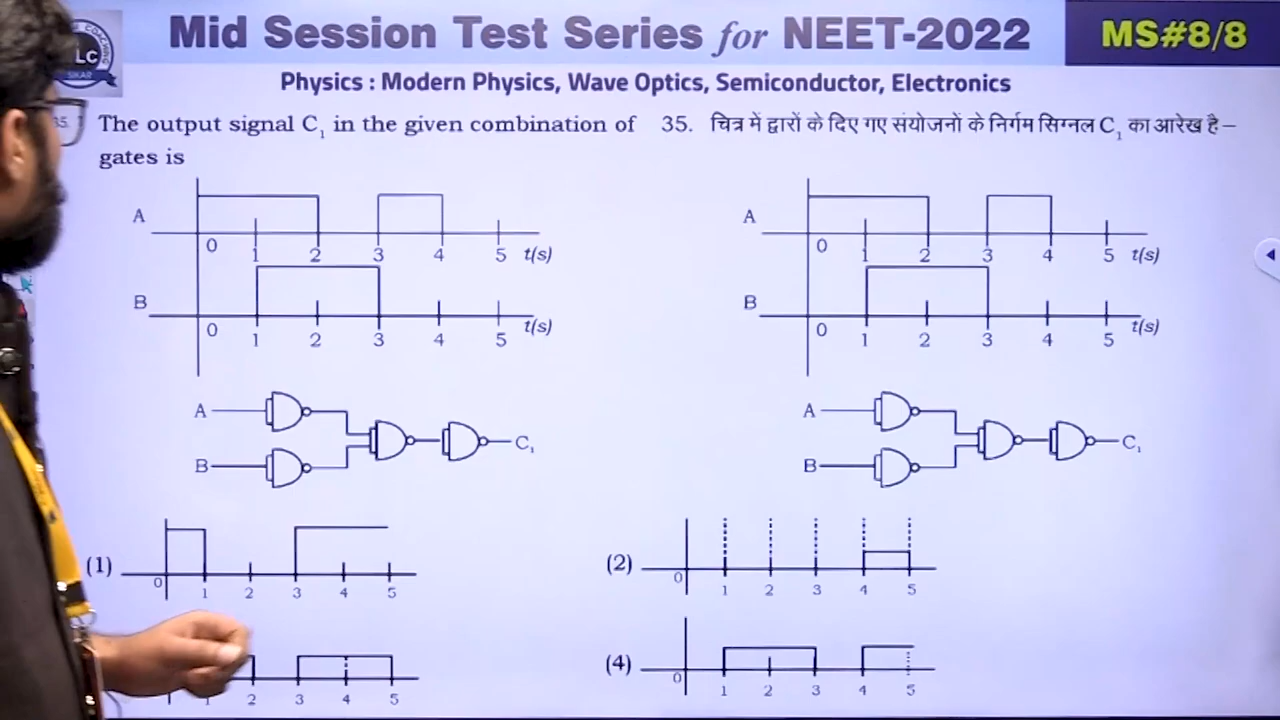 Mid Session Test Series for NEET-2022
MS#8/8
LC
SIKAR
Physics : Modern Physics, Wave Optics, Semiconductor, Electronics
35.
The output signal C₁ in the given combination of
gates is
35. चित्र में द्वारों के दिए गए संयोजनों के निर्गम सिग्नल C₁ का आरेख है –
A
0 1 2 3 4 5 t(s)
B
0 1 2 3 4 5 t(s)
A
B
C₁
A
0 1 2 3 4 5 t(s)
B
0 1 2 3 4 5 t(s)
A
B
C₁
(1)
0 1 2 3 4 5
(2)
0 1 2 3 4 5
1 2 3 4 5
(4)
0 1 2 3 4 5